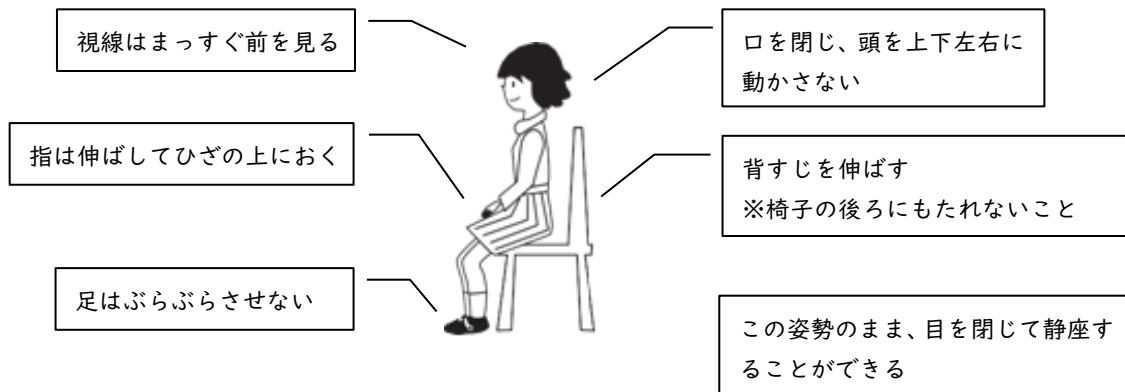 視線はまっすぐ前を見る
口を閉じ、頭を上下左右に
動かさない
指は伸ばしてひざの上におく
背すじを伸ばす
※椅子の後ろにもたれないこと
足はぶらぶらさせない
この姿勢のまま、目を閉じて静座す
ることができる